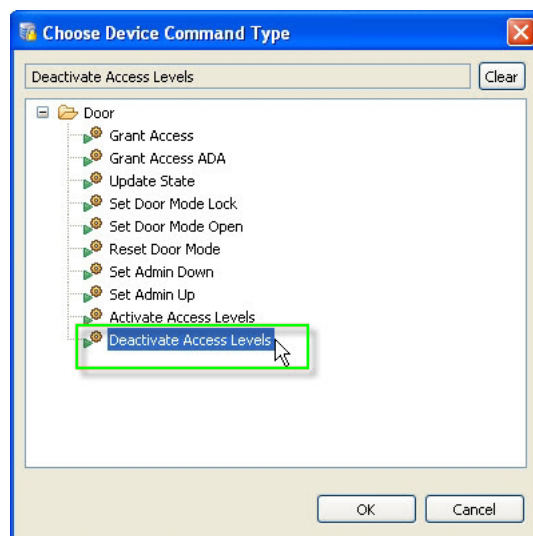 Choose Device Command Type
Deactivate Access Levels Clear
Door
Grant Access
Grant Access ADA
Update State
Set Door Mode Lock
Set Door Mode Open
Reset Door Mode
Set Admin Down
Set Admin Up
Activate Access Levels
Deactivate Access Levels
OK Cancel